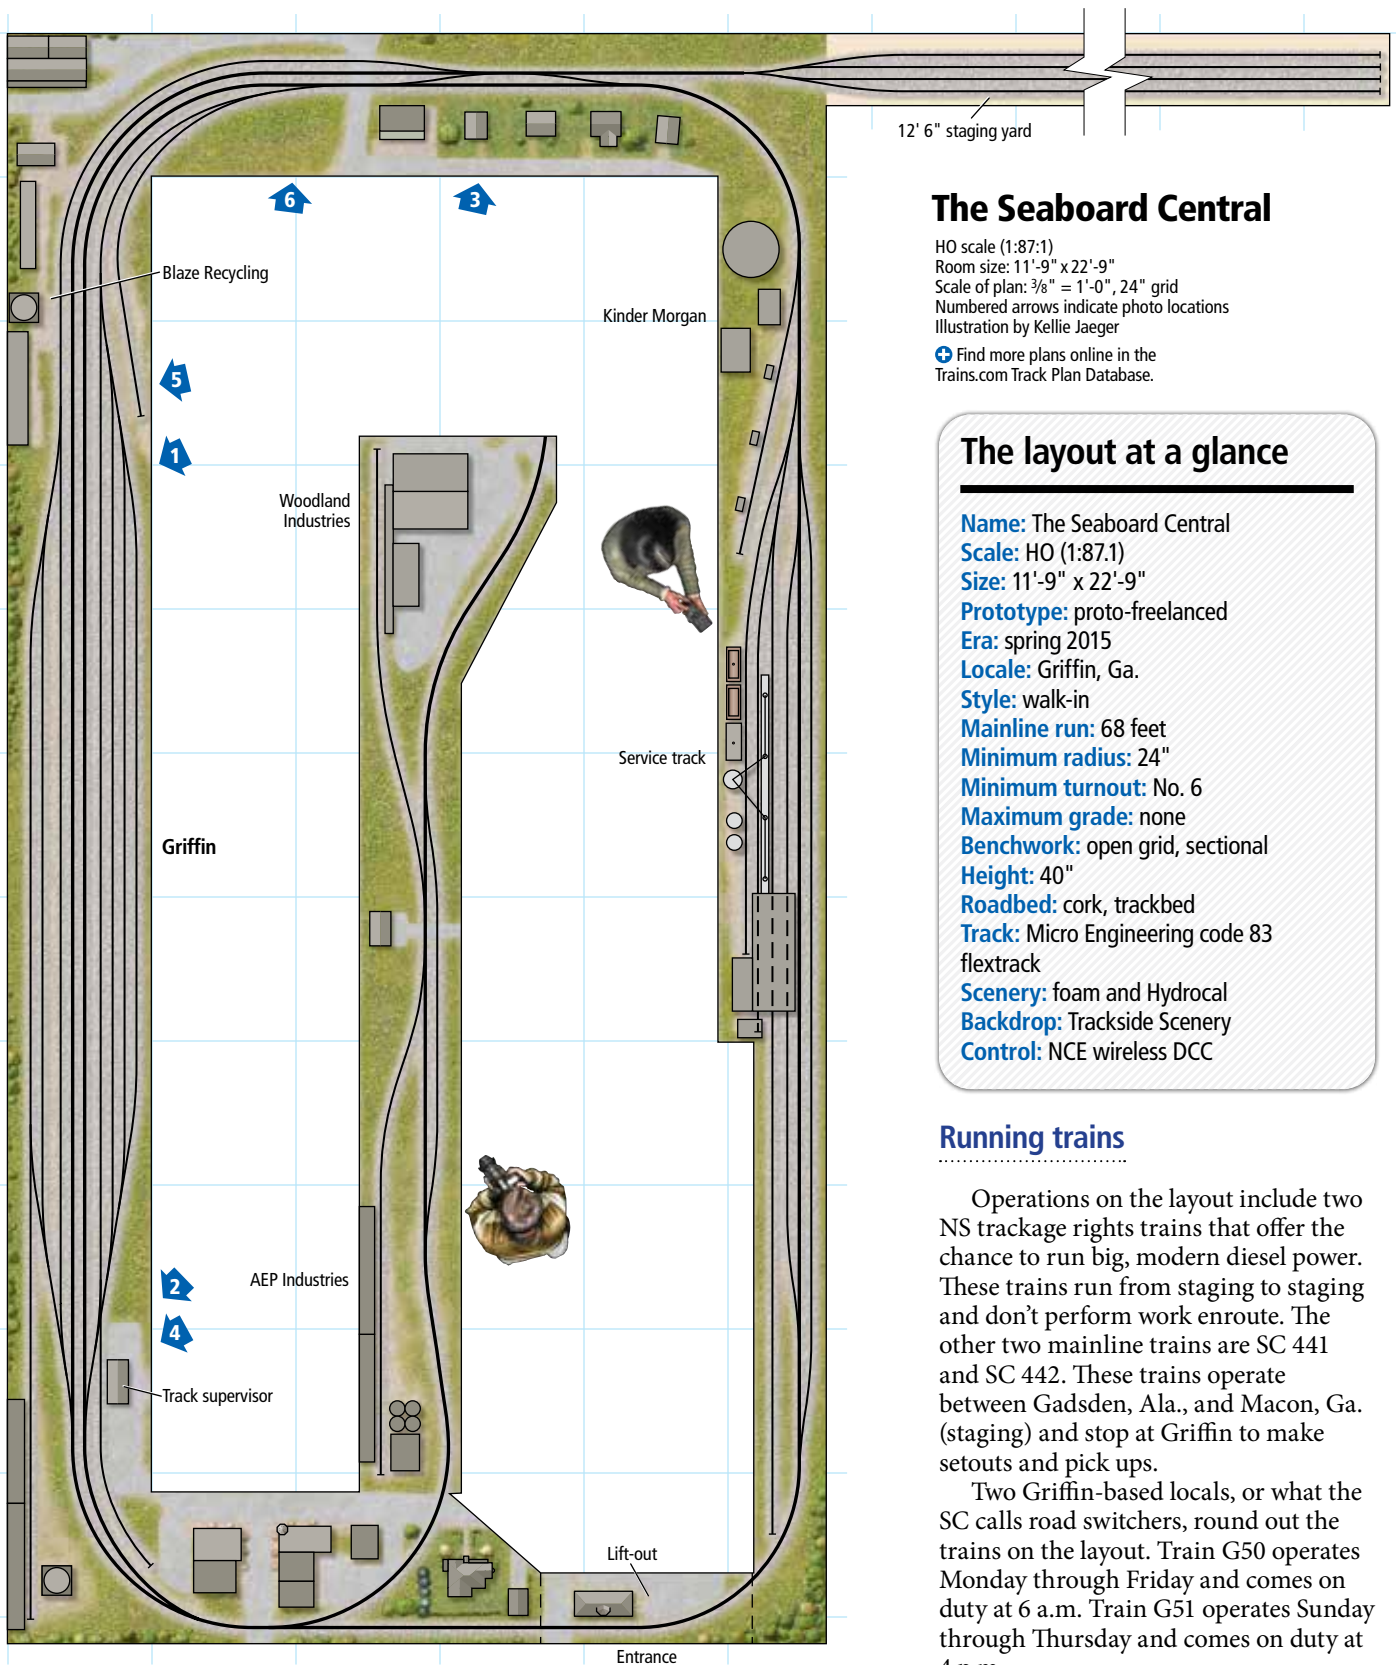 12' 6" staging yard
6
3
Blaze Recycling
Kinder Morgan
5
1
Woodland
Industries
Service track
Griffin
2
AEP Industries
4
Track supervisor
Lift-out
Entrance
The Seaboard Central
HO scale (1:87:1)
Room size: 11'-9" x 22'-9"
Scale of plan: 3/8" = 1'-0", 24" grid
Numbered arrows indicate photo locations
Illustration by Kellie Jaeger
Find more plans online in the
Trains.com Track Plan Database.
The layout at a glance
Name: The Seaboard Central
Scale: HO (1:87.1)
Size: 11'-9" x 22'-9"
Prototype: proto-freelanced
Era: spring 2015
Locale: Griffin, Ga.
Style: walk-in
Mainline run: 68 feet
Minimum radius: 24"
Minimum turnout: No. 6
Maximum grade: none
Benchwork: open grid, sectional
Height: 40"
Roadbed: cork, trackbed
Track: Micro Engineering code 83
flextrack
Scenery: foam and Hydrocal
Backdrop: Trackside Scenery
Control: NCE wireless DCC
Running trains
Operations on the layout include two
NS trackage rights trains that offer the
chance to run big, modern diesel power.
These trains run from staging to staging
and don't perform work enroute. The
other two mainline trains are SC 441
and SC 442. These trains operate
between Gadsden, Ala., and Macon, Ga.
(staging) and stop at Griffin to make
setouts and pick ups.
Two Griffin-based locals, or what the
SC calls road switchers, round out the
trains on the layout. Train G50 operates
Monday through Friday and comes on
duty at 6 a.m. Train G51 operates Sunday
through Thursday and comes on duty at